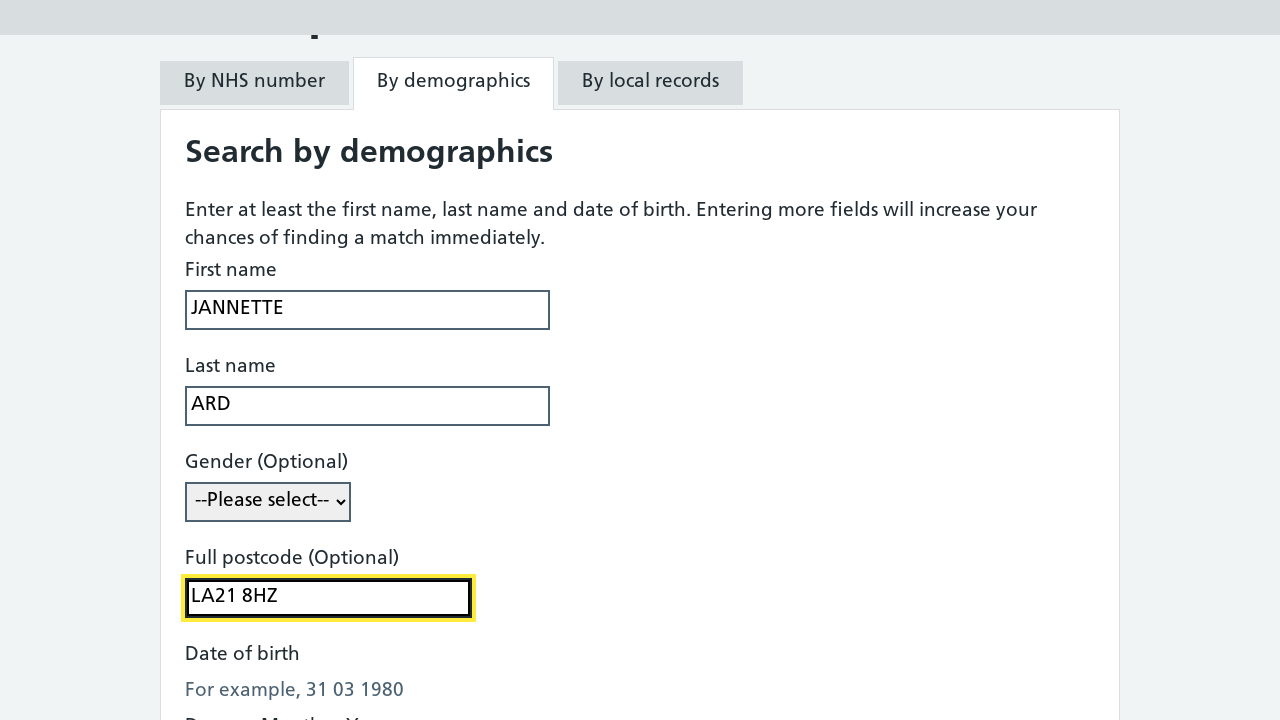 By NHS number
By demographics
By local records
Search by demographics
Enter at least the first name, last name and date of birth. Entering more fields will increase your
chances of finding a match immediately.
First name
JANNETTE
Last name
ARD
Gender (Optional)
--Please select--
Full postcode (Optional)
LA21 8HZ
Date of birth
For example, 31 03 1980